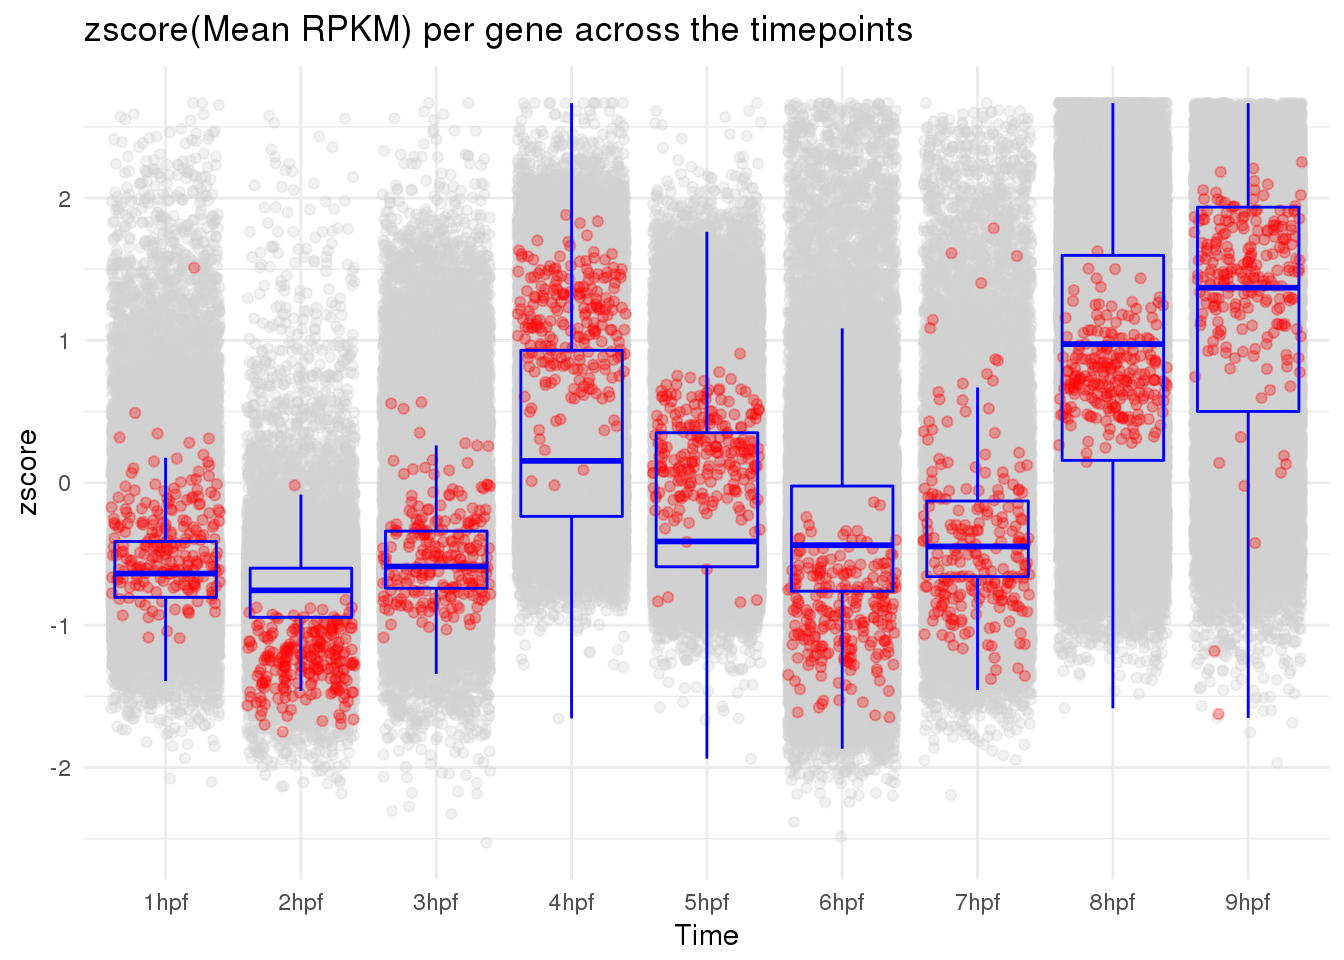 zscore(Mean RPKM) per gene across the timepoints
zscore
2
1
0
-1
-2
1hpf 2hpf 3hpf 4hpf 5hpf 6hpf 7hpf 8hpf 9hpf
Time